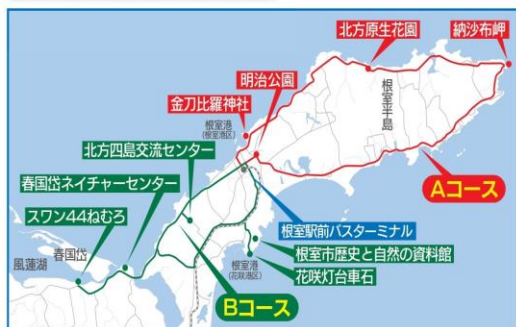 北方原生花園
納沙布岬
明治公園
金刀比羅神社
根室港
(根室港区)
根室半島
北方四島交流センター
春国岱ネイチャーセンター
スワン44ねむろ
春国岱
風蓮湖
Aコース
根室駅前バスターミナル
根室市歴史と自然の資料館
根室港
(花咲港区)
花咲灯台車石
Bコース